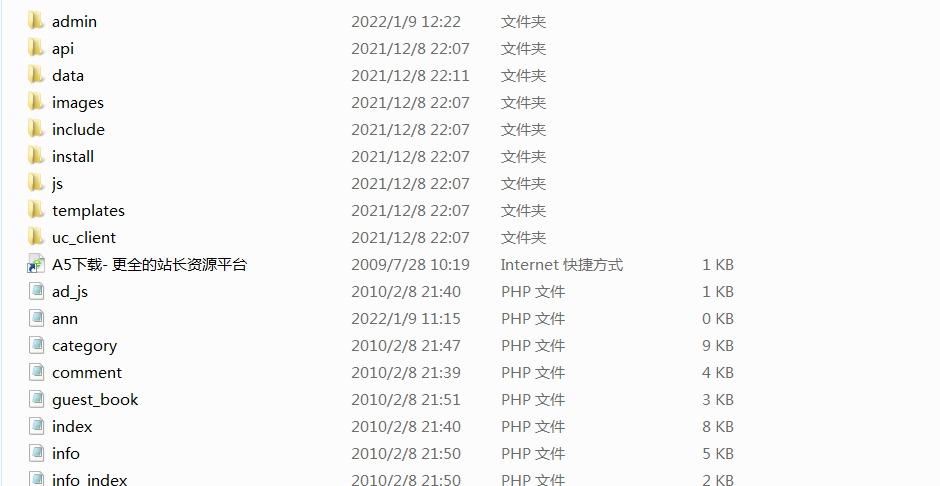 admin 2022/1/9 12:22 文件夹
api 2021/12/8 22:07 文件夹
data 2021/12/8 22:11 文件夹
images 2021/12/8 22:07 文件夹
include 2021/12/8 22:07 文件夹
install 2021/12/8 22:07 文件夹
js 2021/12/8 22:07 文件夹
templates 2021/12/8 22:07 文件夹
uc_client 2021/12/8 22:07 文件夹
A5下载- 更全的站长资源平台 2009/7/28 10:19 Internet 快捷方式 1 KB
ad_js 2010/2/8 21:40 PHP 文件 1 KB
ann 2022/1/9 11:15 PHP 文件 0 KB
category 2010/2/8 21:47 PHP 文件 9 KB
comment 2010/2/8 21:39 PHP 文件 4 KB
guest_book 2010/2/8 21:51 PHP 文件 3 KB
index 2010/2/8 21:40 PHP 文件 8 KB
info 2010/2/8 21:50 PHP 文件 5 KB
info_index 2010/2/8 21:50 PHP 文件 2 KB